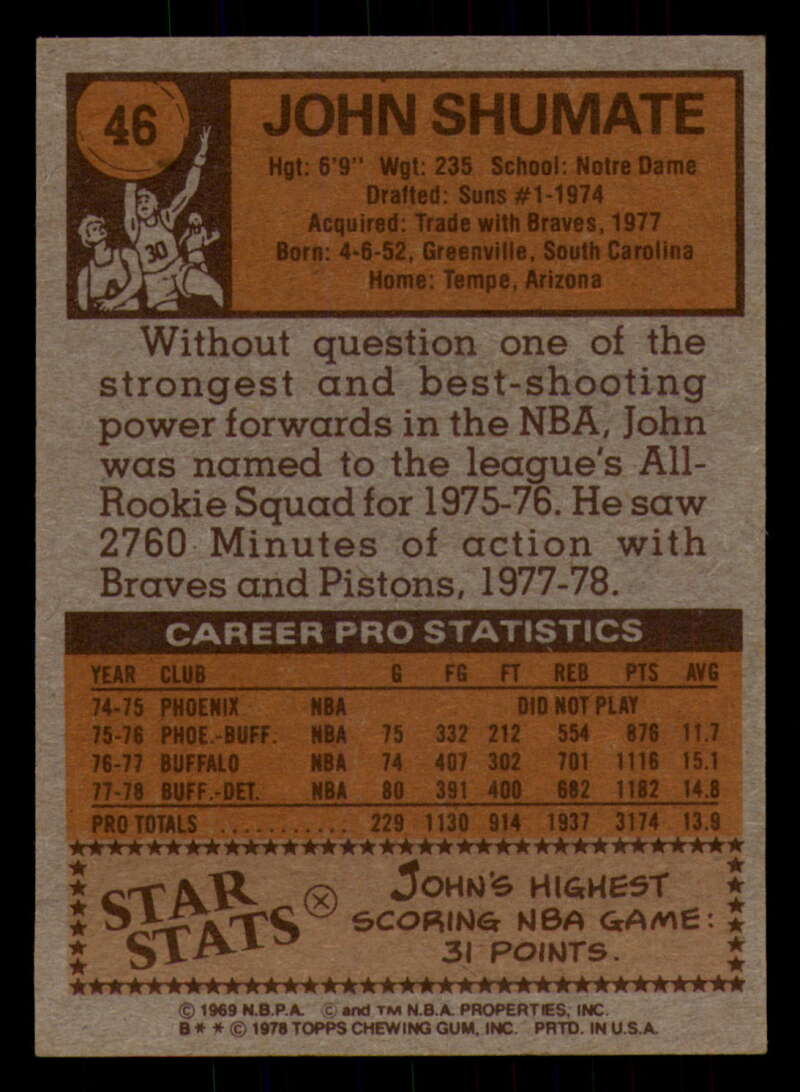 46
JOHN SHUMATE
Hgt: 6'9" Wgt: 235 School: Notre Dame
Drafted: Suns #1-1974
Acquired: Trade with Braves, 1977
Born: 4-6-52, Greenville, South Carolina
Home: Tempe, Arizona
30
Without question one of the
strongest and best-shooting
power forwards in the NBA, John
was named to the league's All-
Rookie Squad for 1975-76. He saw
2760 Minutes of action with
Braves and Pistons, 1977-78.
CAREER PRO STATISTICS
YEAR CLUB G FG FT REB PTS AVG
74-75 PHOENIX NBA DID NOT PLAY
75-76 PHOE.-BUFF. NBA 75 332 212 554 876 11.7
76-77 BUFFALO NBA 74 407 302 701 1116 15.1
77-78 BUFF.-DET. NBA 80 391 400 682 1182 14.8
PRO TOTALS ........... 229 1130 914 1937 3174 13.9
STAR
STATS
JOHN'S HIGHEST
SCORING NBA GAME:
31 POINTS.
© 1969 N.B.P.A. © and TM N.B.A. PROPERTIES, INC.
B * * © 1978 TOPPS CHEWING GUM, INC. PRTD. IN U.S.A.